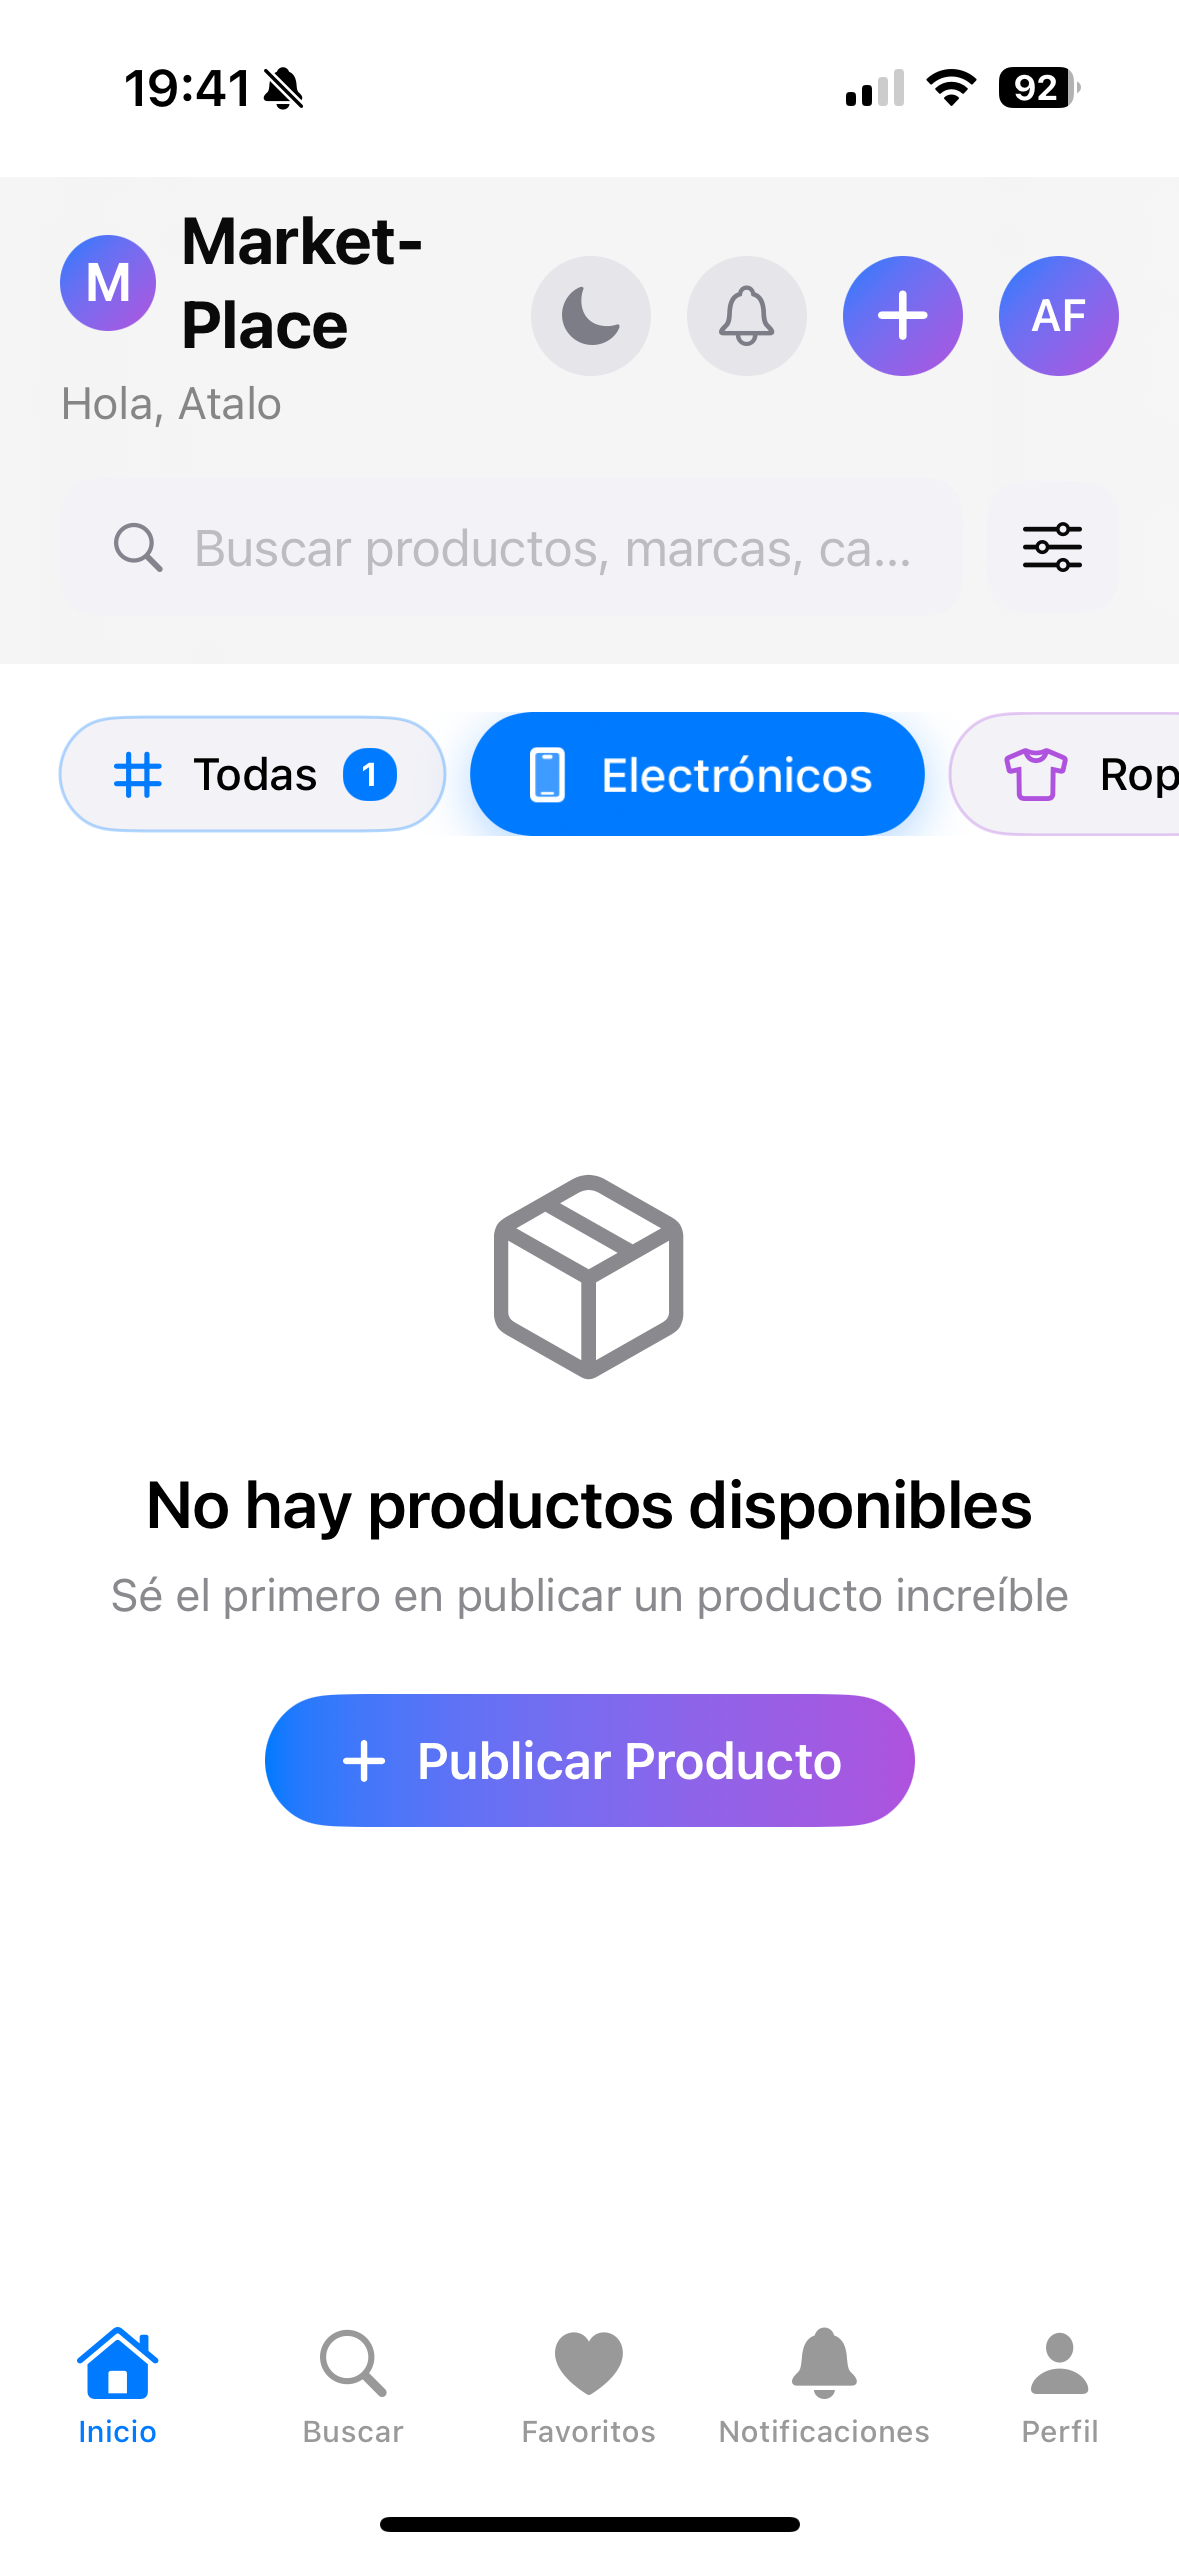 19:41
92
M
Market-
Place
AF
Hola, Atalo
Buscar productos, marcas, ca...
Todas 1
Electrónicos
Rop
No hay productos disponibles
Sé el primero en publicar un producto increíble
+ Publicar Producto
Inicio
Buscar
Favoritos
Notificaciones
Perfil